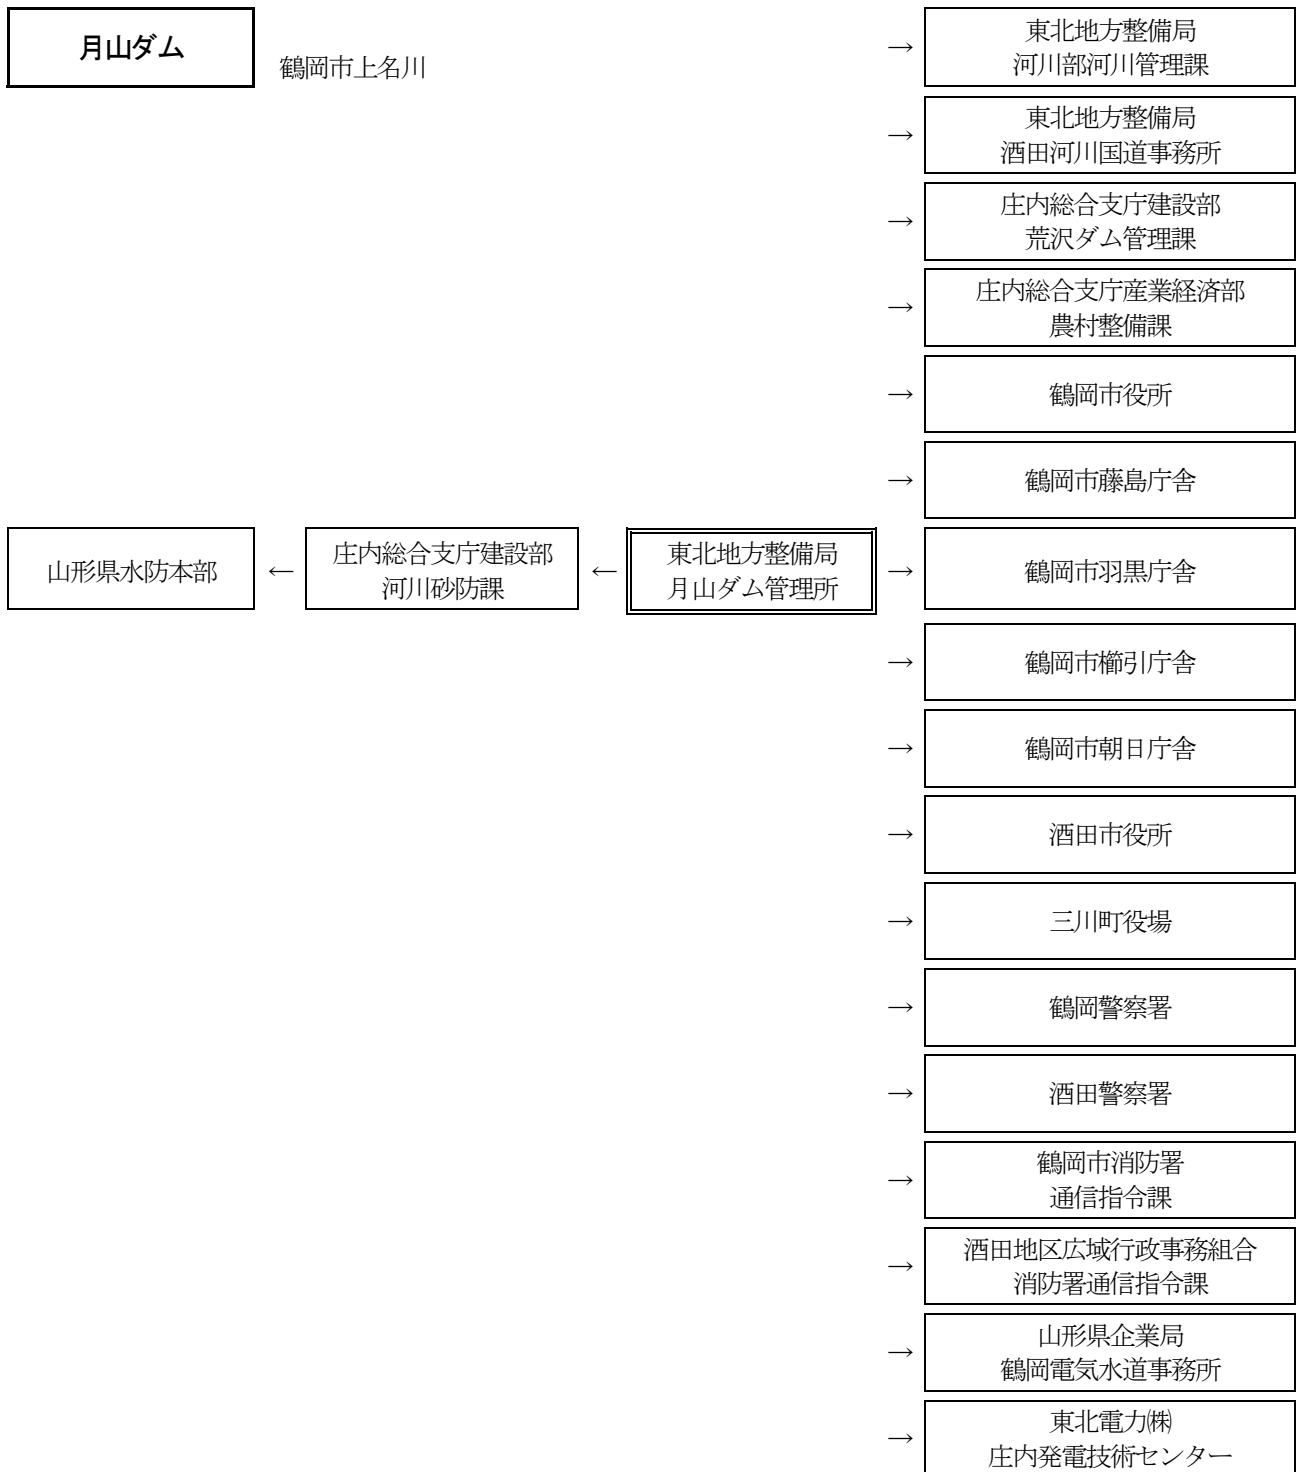 月山ダム
鶴岡市上名川
→
東北地方整備局
河川部河川管理課
→
東北地方整備局
酒田河川国道事務所
→
庄内総合支庁建設部
荒沢ダム管理課
→
庄内総合支庁産業経済部
農村整備課
→
鶴岡市役所
→
鶴岡市藤島庁舎
山形県水防本部
←
庄内総合支庁建設部
河川砂防課
←
東北地方整備局
月山ダム管理所
→
鶴岡市羽黒庁舎
→
鶴岡市櫛引庁舎
→
鶴岡市朝日庁舎
→
酒田市役所
→
三川町役場
→
鶴岡警察署
→
酒田警察署
→
鶴岡市消防署
通信指令課
→
酒田地区広域行政事務組合
消防署通信指令課
→
山形県企業局
鶴岡電気水道事務所
→
東北電力㈱
庄内発電技術センター